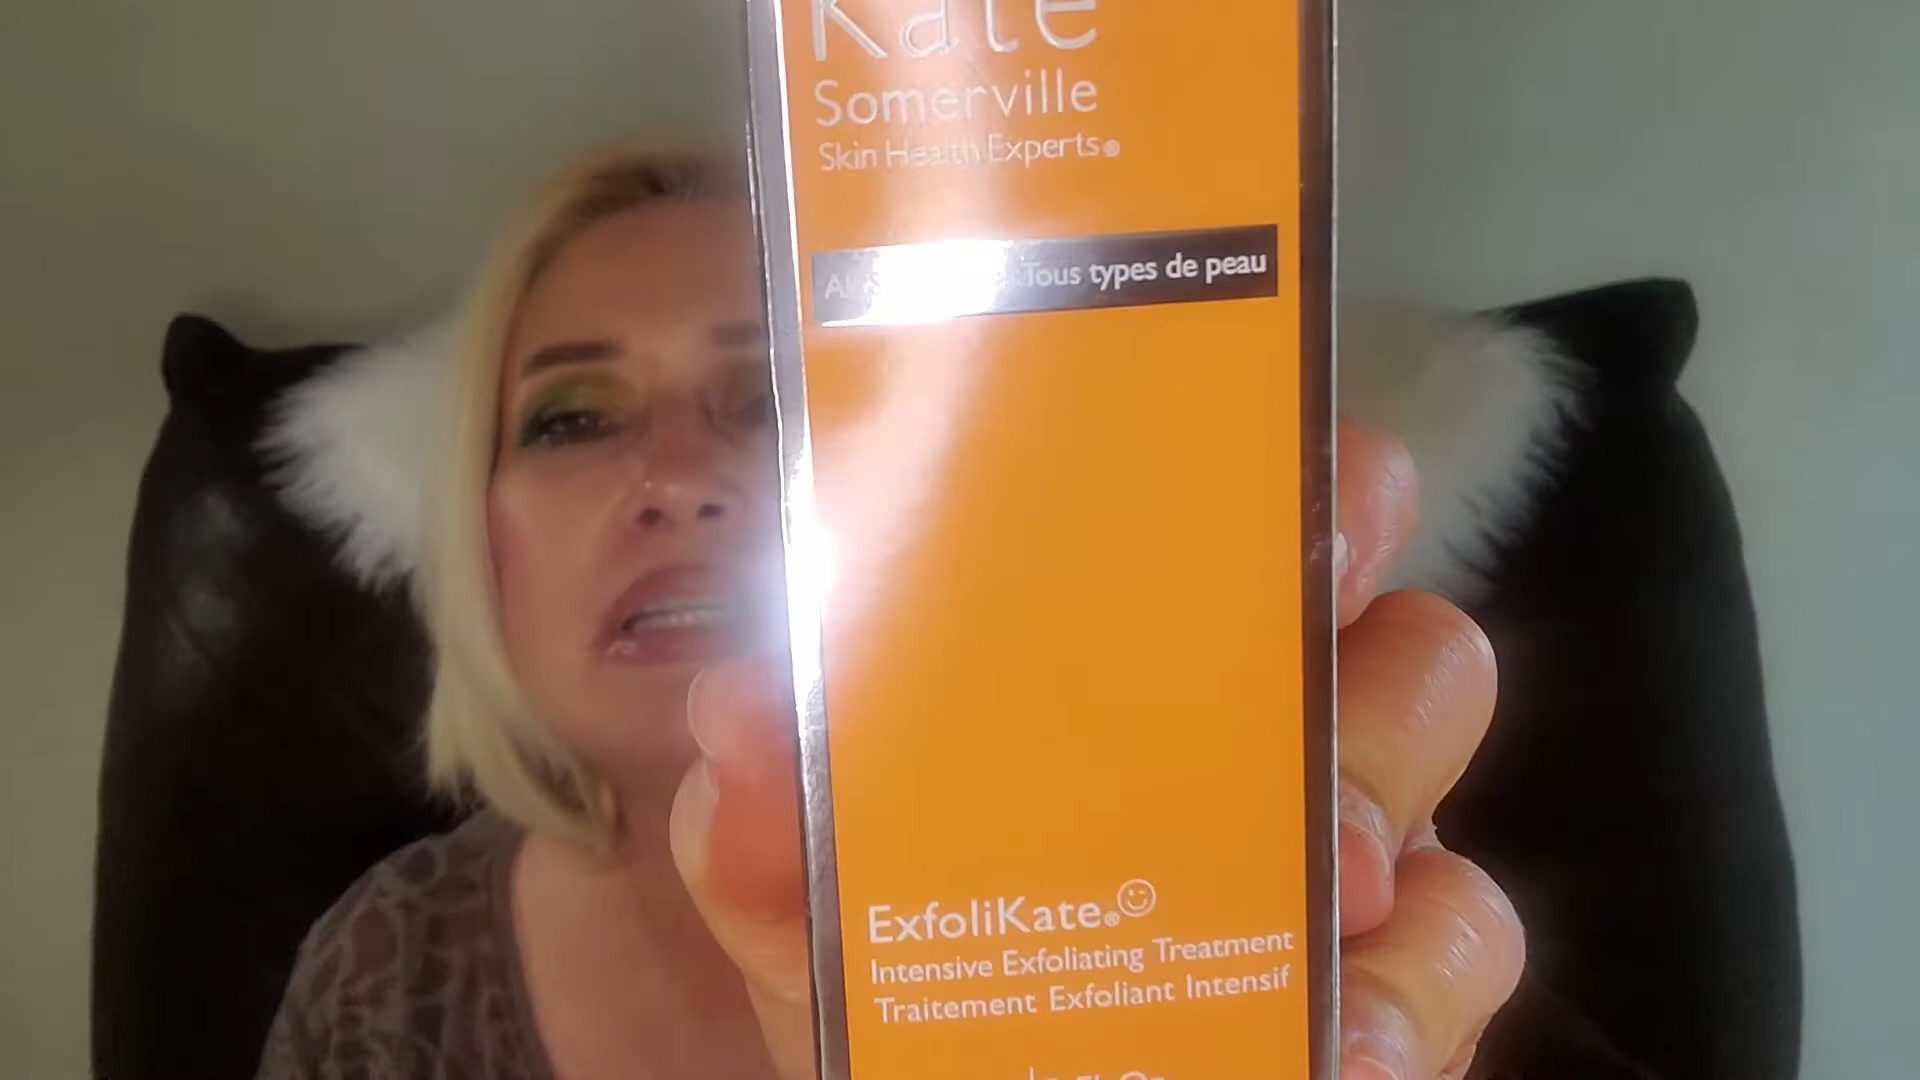 Kate
Somerville
Skin Health Experts®
Tous types de peau
ExfoliKate®
Intensive Exfoliating Treatment
Traitement Exfoliant Intensif